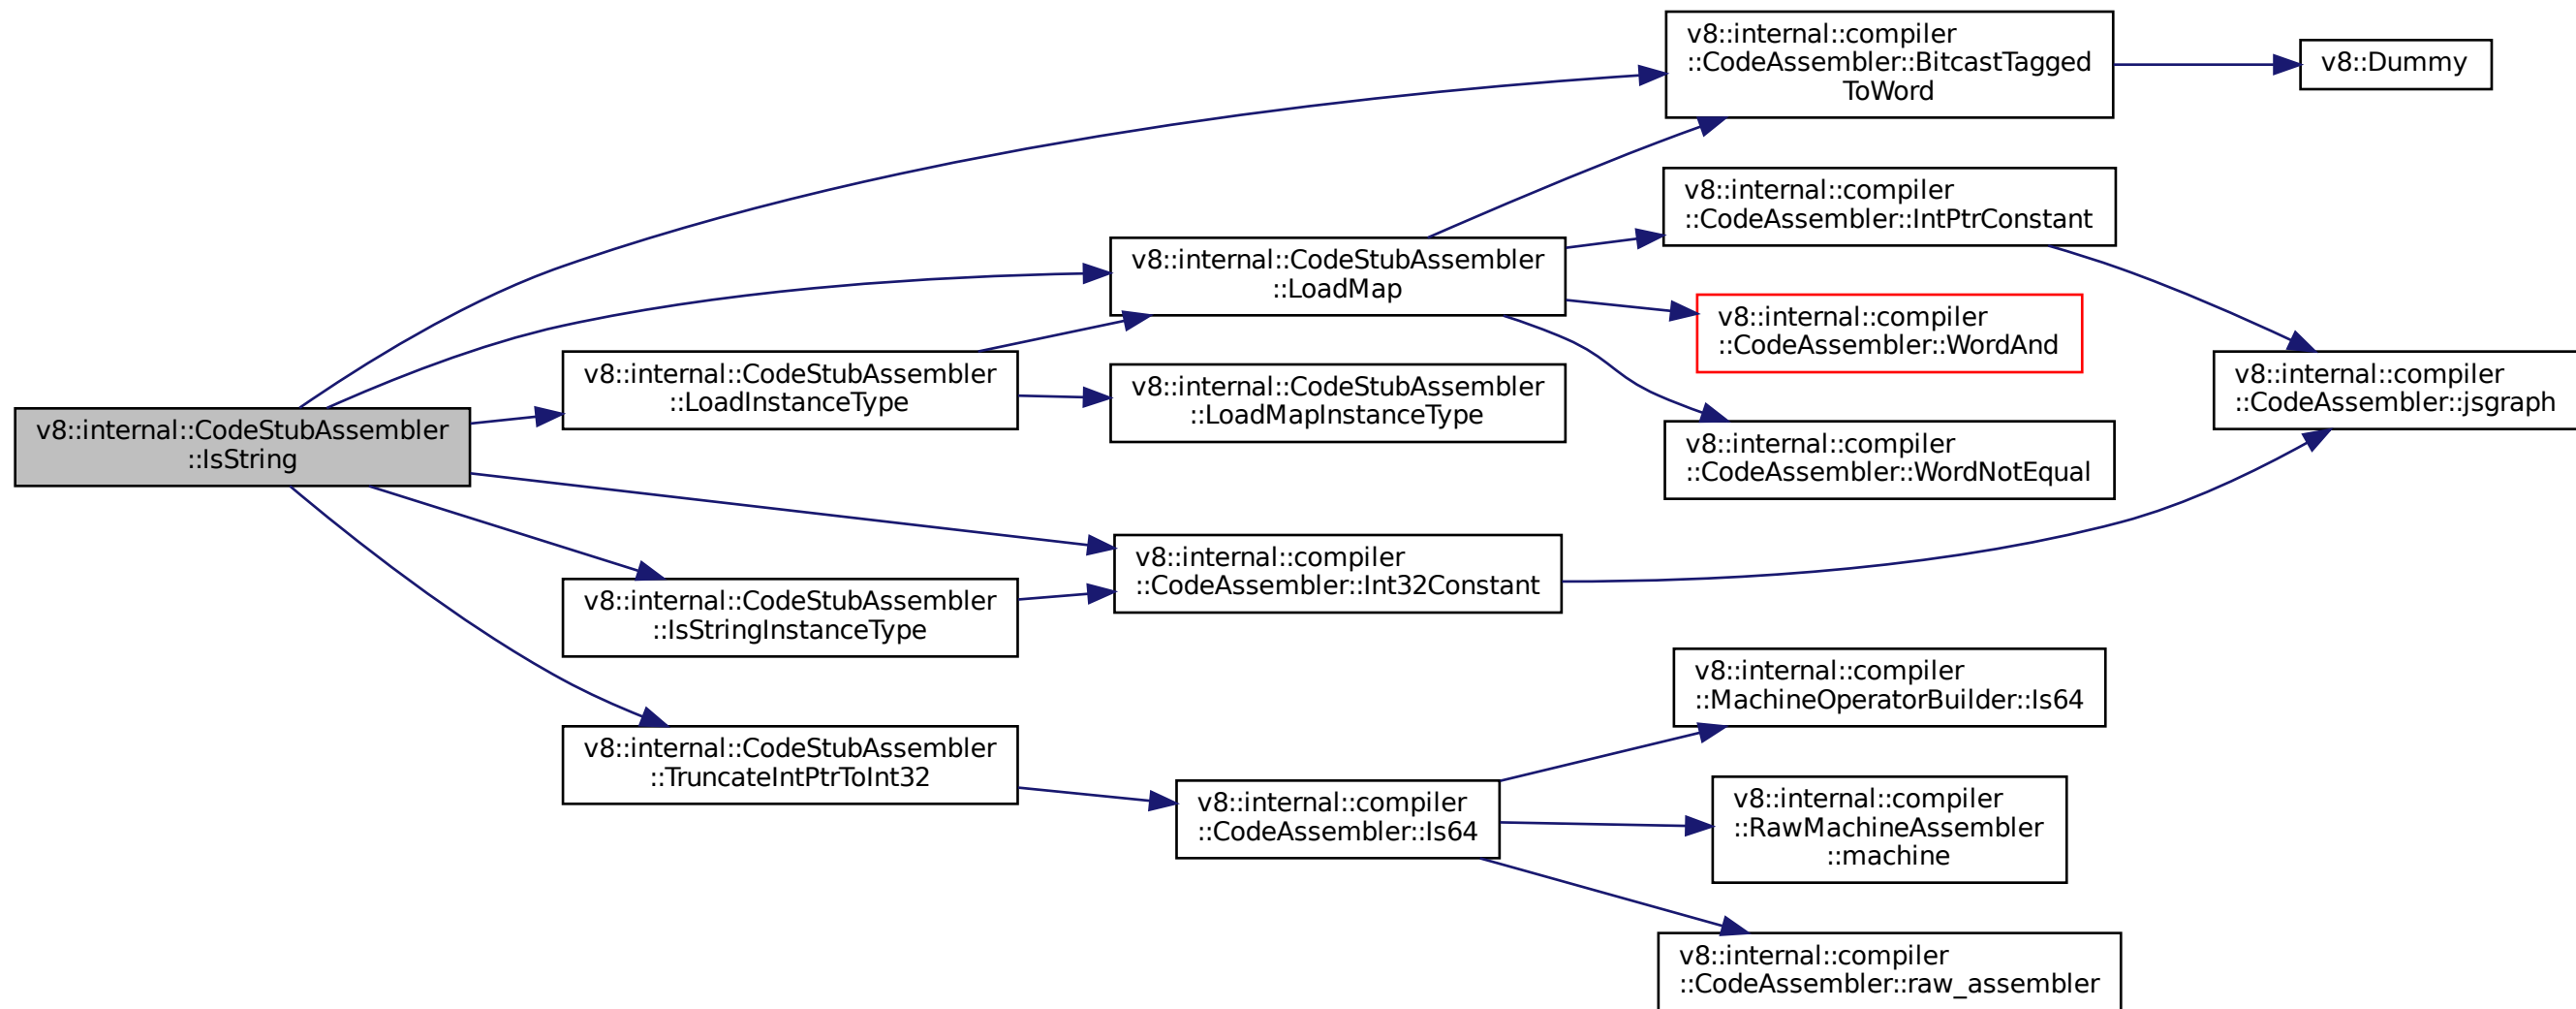 v8::internal::CodeStubAssembler
::IsString
v8::internal::CodeStubAssembler
::LoadInstanceType
v8::internal::CodeStubAssembler
::IsStringInstanceType
v8::internal::CodeStubAssembler
::TruncateIntPtrToInt32
v8::internal::CodeStubAssembler
::LoadMap
v8::internal::CodeStubAssembler
::LoadMapInstanceType
v8::internal::compiler
::CodeAssembler::Int32Constant
v8::internal::compiler
::CodeAssembler::Is64
v8::internal::compiler
::CodeAssembler::BitcastTagged
ToWord
v8::internal::compiler
::CodeAssembler::IntPtrConstant
v8::internal::compiler
::CodeAssembler::WordAnd
v8::internal::compiler
::CodeAssembler::WordNotEqual
v8::internal::compiler
::MachineOperatorBuilder::Is64
v8::internal::compiler
::RawMachineAssembler
::machine
v8::internal::compiler
::CodeAssembler::raw_assembler
v8::Dummy
v8::internal::compiler
::CodeAssembler::jsgraph